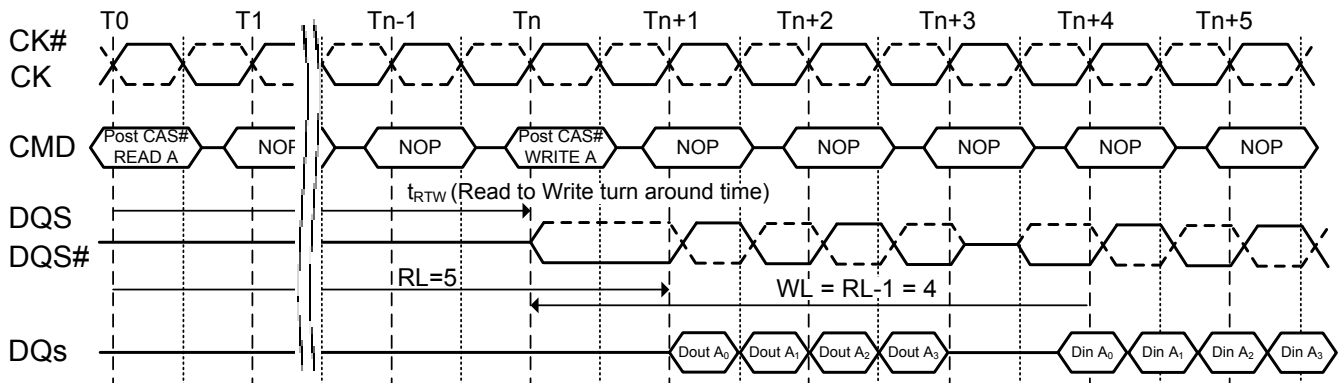 T0 T1 Tn-1 Tn Tn+1 Tn+2 Tn+3 Tn+4 Tn+5
CK#
CK
CMD
Post CAS#
READ A
NOP
NOP
Post CAS#
WRITE A
NOP
NOP
NOP
NOP
NOP
tRTW (Read to Write turn around time)
DQS
DQS#
RL=5
WL = RL-1 = 4
DQs
Dout A0 Dout A1 Dout A2 Dout A3 Din A0 Din A1 Din A2 Din A3